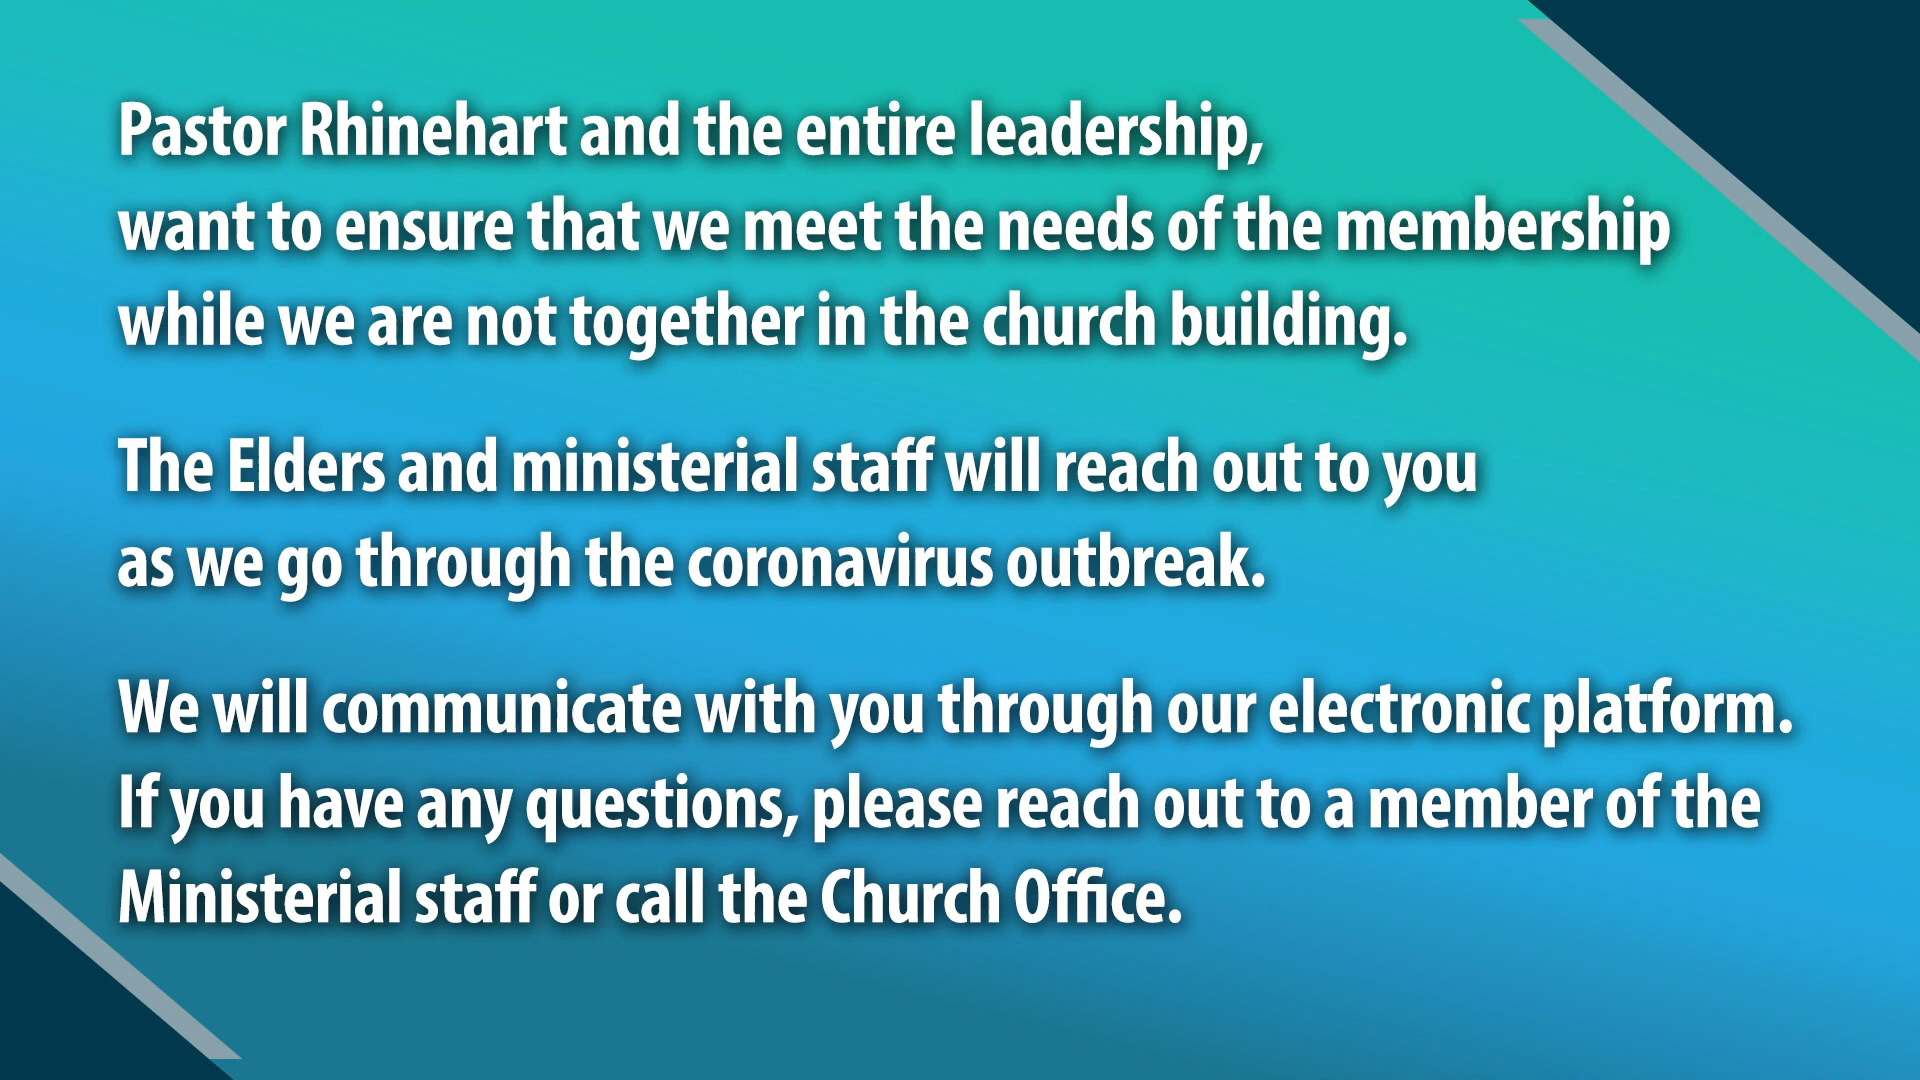 Pastor Rhinehart and the entire leadership,
want to ensure that we meet the needs of the membership
while we are not together in the church building.
The Elders and ministerial staff will reach out to you
as we go through the coronavirus outbreak.
We will communicate with you through our electronic platform.
If you have any questions, please reach out to a member of the
Ministerial staff or call the Church Office.